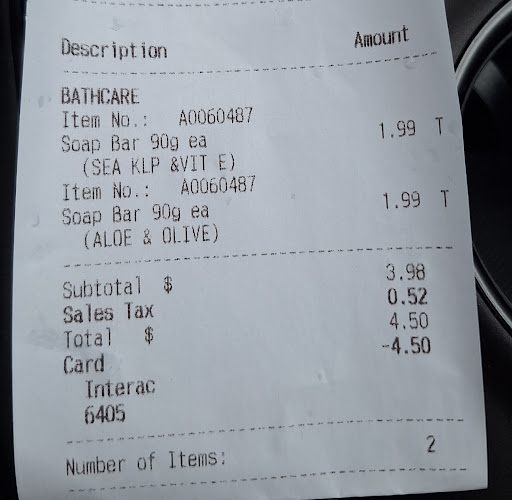 Description Amount
BATHCARE
Item No.: A0060487
Soap Bar 90g ea 1.99 T
(SEA KLP &VIT E)
Item No.: A0060487
Soap Bar 90g ea 1.99 T
(ALOE & OLIVE)
Subtotal $ 3.98
Sales Tax 0.52
Total $ 4.50
Card -4.50
Interac
6405
Number of Items: 2